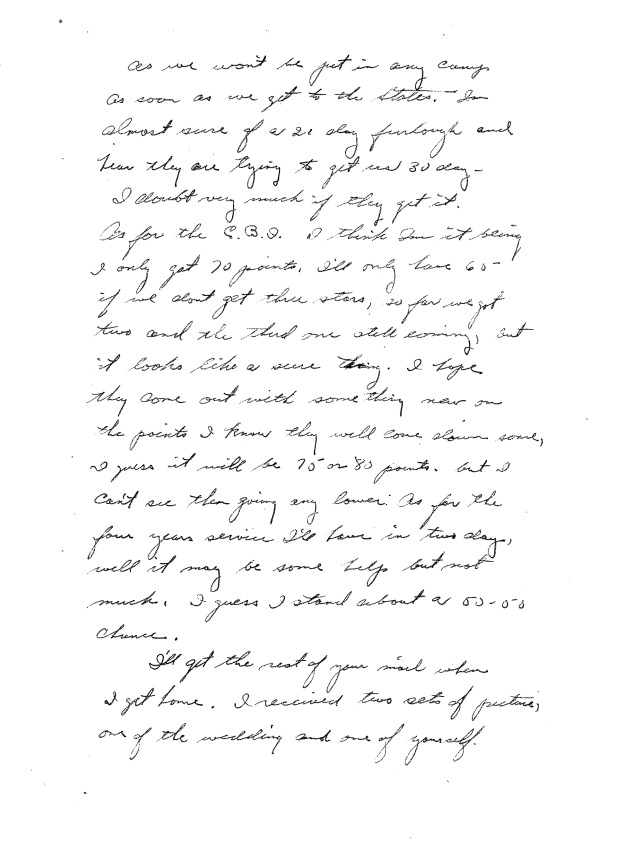 as we won't be put in any camp
as soon as we get to the States. - Im
almost sure of a 21 day furlough and
hear they are trying to get us 30 day -
I doubt very much if they get it.
As for the C.B.I. I think Im it being
I only got 70 points, I'll only have 65 -
if we dont get three stars, so far we got
two and the third one still coming, but
it looks like a sure thing. I hope
they come out with something new on
the points I know they will come down some,
I guess it will be 75 or 80 points. but I
can't see them going any lower. As for the
four years service I'll have in two days,
well it may be some help but not
much. I guess I stand about a 50-50
chance.
I'll get the rest of your mail when
I get home. I received two sets of pictures,
one of the wedding and one of yourself.